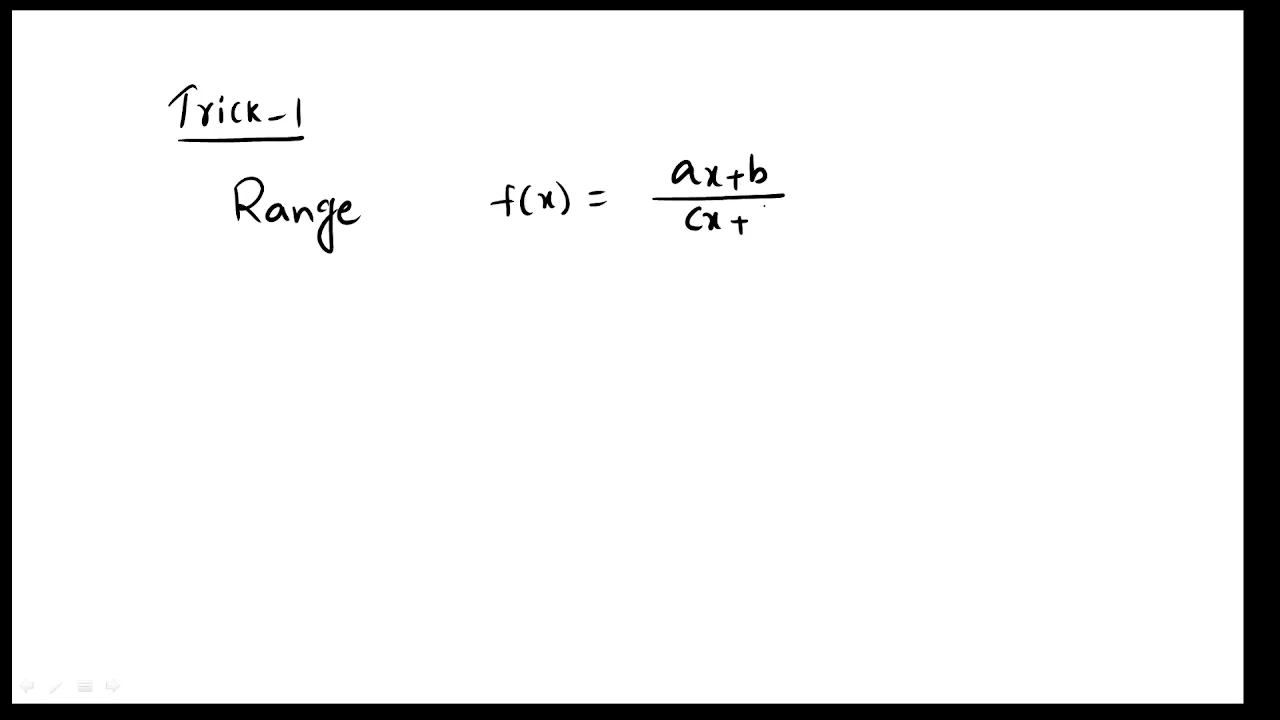 Trick-1
Range f(x) = ax+b
cx+